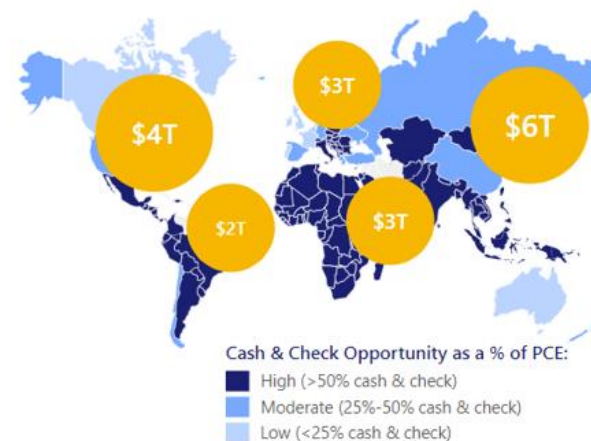 $3T
$4T
$6T
$2T
$3T
Cash & Check Opportunity as a % of PCE:
High (>50% cash & check)
Moderate (25%-50% cash & check)
Low (<25% cash & check)